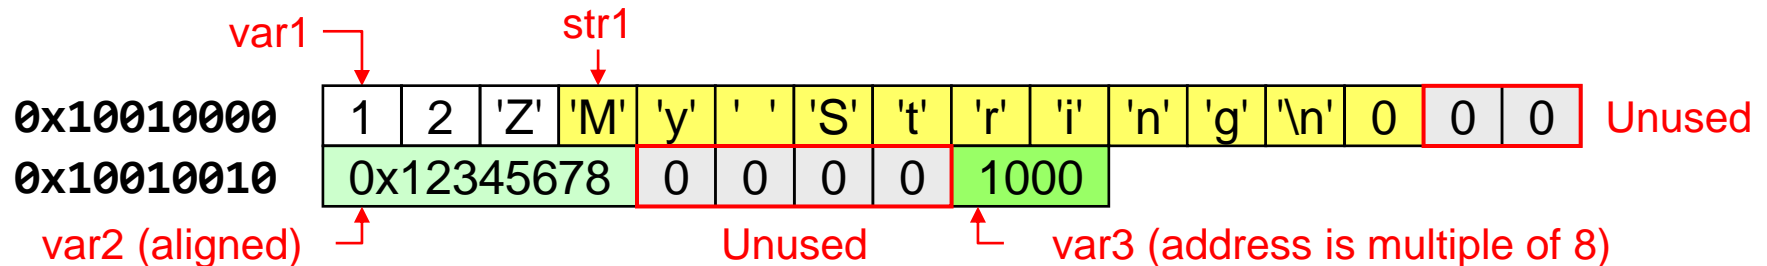 var1 str1
0x10010000 1 2 'Z' 'M' 'y' ' ' 'S' 't' 'r' 'i' 'n' 'g' '\n' 0 0 0 Unused
0x10010010 0x12345678 0 0 0 0 1000
var2 (aligned) Unused var3 (address is multiple of 8)